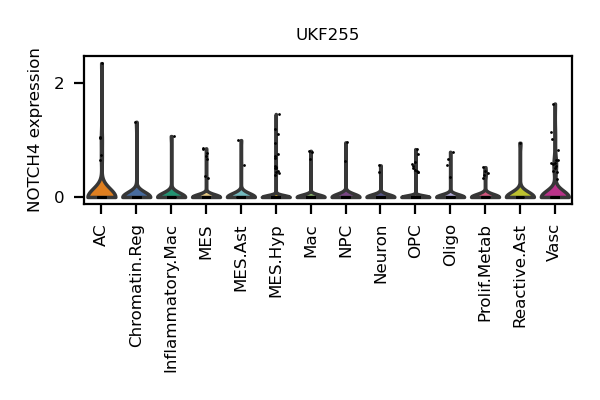 UKF255
NOTCH4 expression
2
0
AC
Chromatin.Reg
Inflammatory.Mac
MES
MES.Ast
MES.Hyp
Mac
NPC
Neuron
OPC
Oligo
Prolif.Metab
Reactive.Ast
Vasc